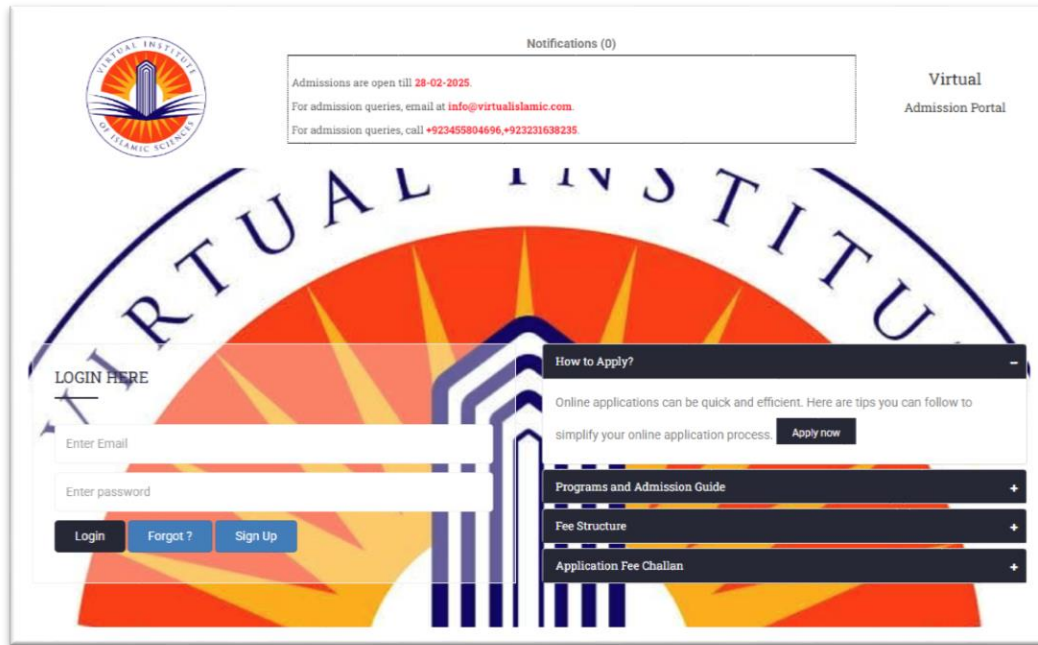 VIRTUAL INSTITUTE
OF ISLAMIC SCIENCES
Notifications (0)
Admissions are open till 28-02-2025.
For admission queries, email at info@virtualislamic.com.
For admission queries, call +923455804696,+923231638235.
Virtual
Admission Portal
VIRTUAL INSTITU
LOGIN HERE
Enter Email
Enter password
Login
Forgot ?
Sign Up
How to Apply?
Online applications can be quick and efficient. Here are tips you can follow to
simplify your online application process. Apply now
Programs and Admission Guide
Fee Structure
Application Fee Challan